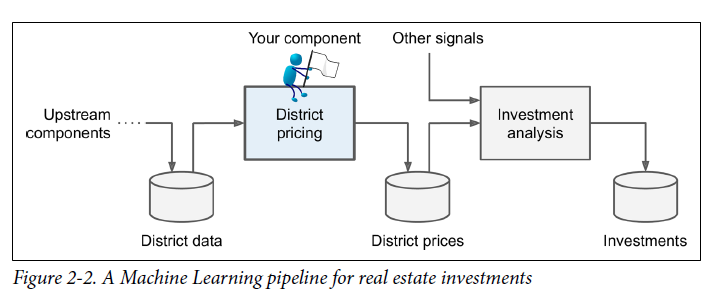 Your component
Other signals
Upstream
components
District
pricing
Investment
analysis
District data
District prices
Investments
Figure 2-2. A Machine Learning pipeline for real estate investments